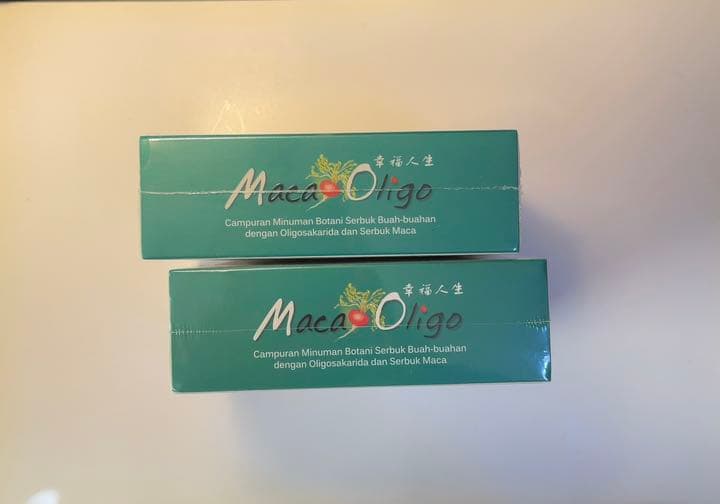 幸福人生
Maca Oligo
Campuran Minuman Botani Serbuk Buah-buahan
dengan Oligosakarida dan Serbuk Maca
幸福人生
Maca Oligo
Campuran Minuman Botani Serbuk Buah-buahan
dengan Oligosakarida dan Serbuk Maca